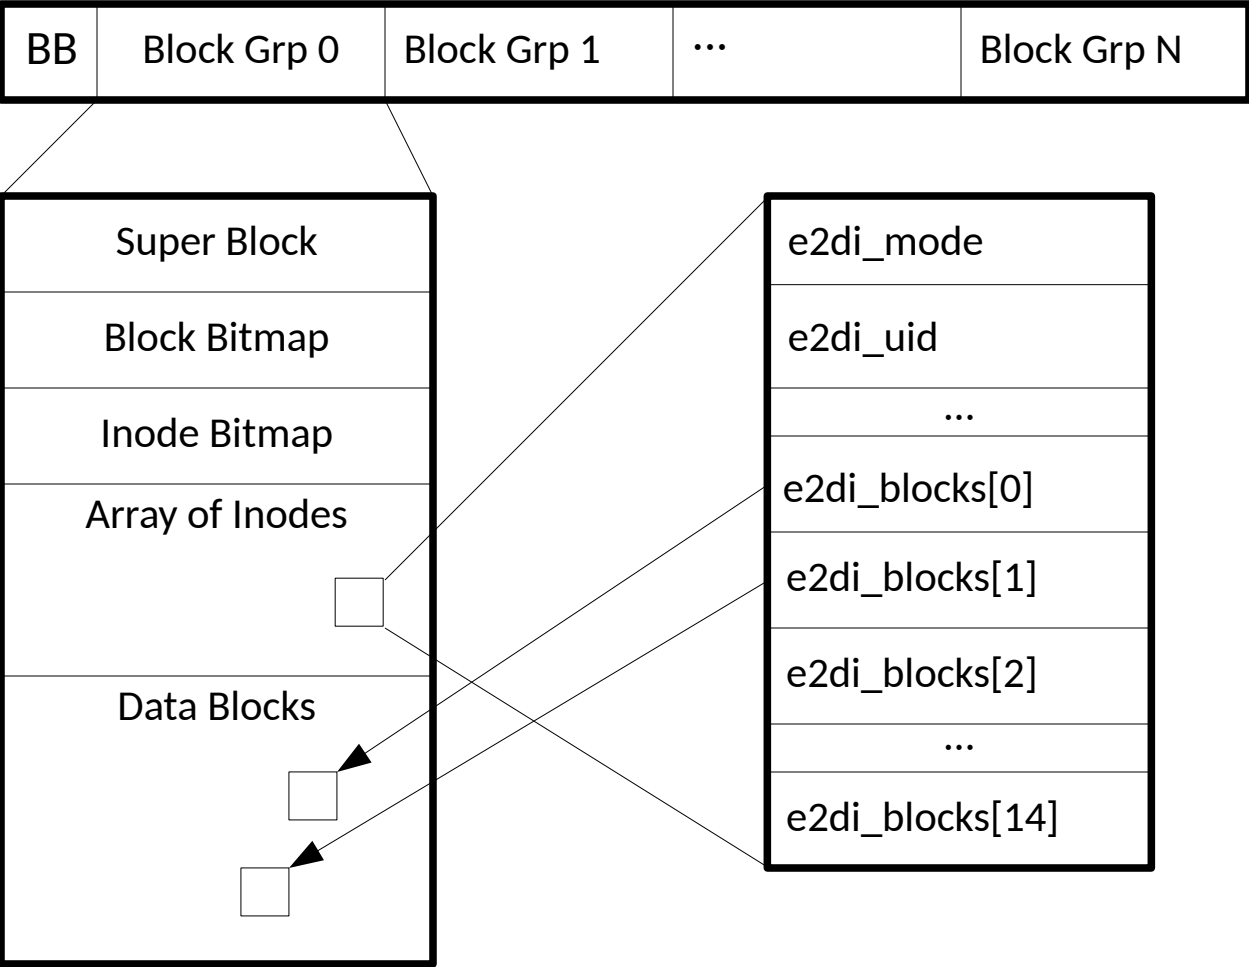 BB
Block Grp 0
Block Grp 1
...
Block Grp N
Super Block
Block Bitmap
Inode Bitmap
Array of Inodes
Data Blocks
e2di_mode
e2di_uid
...
e2di_blocks[0]
e2di_blocks[1]
e2di_blocks[2]
...
e2di_blocks[14]